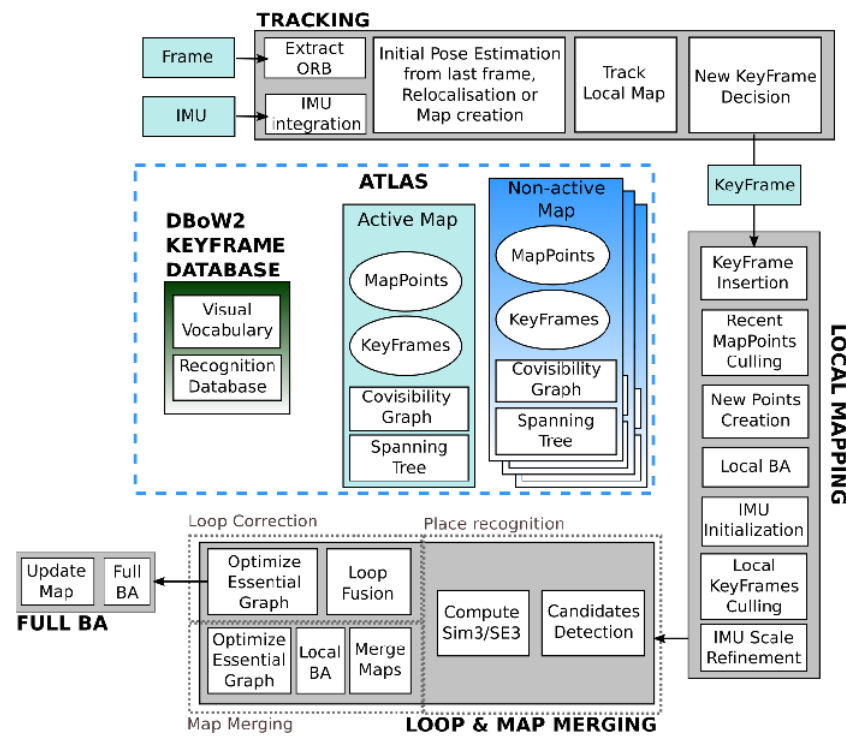 TRACKING
Frame
IMU
Extract
ORB
IMU
integration
Initial Pose Estimation
from last frame,
Relocalisation or
Map creation
Track
Local Map
New KeyFrame
Decision
KeyFrame
ATLAS
DBoW2
KEYFRAME
DATABASE
Visual
Vocabulary
Recognition
Database
Active Map
MapPoints
KeyFrames
Covisibility
Graph
Spanning
Tree
Non-active
Map
MapPoints
KeyFrames
Covisibility
Graph
Spanning
Tree
LOCAL MAPPING
KeyFrame
Insertion
Recent
MapPoints
Culling
New Points
Creation
Local BA
IMU
Initialization
Local
KeyFrames
Culling
IMU Scale
Refinement
Loop Correction
Place recognition
Optimize
Essential
Graph
Loop
Fusion
Compute
Sim3/SE3
Candidates
Detection
Optimize
Essential
Graph
Local
BA
Merge
Maps
Map Merging
LOOP & MAP MERGING
Update
Map
Full
BA
FULL BA